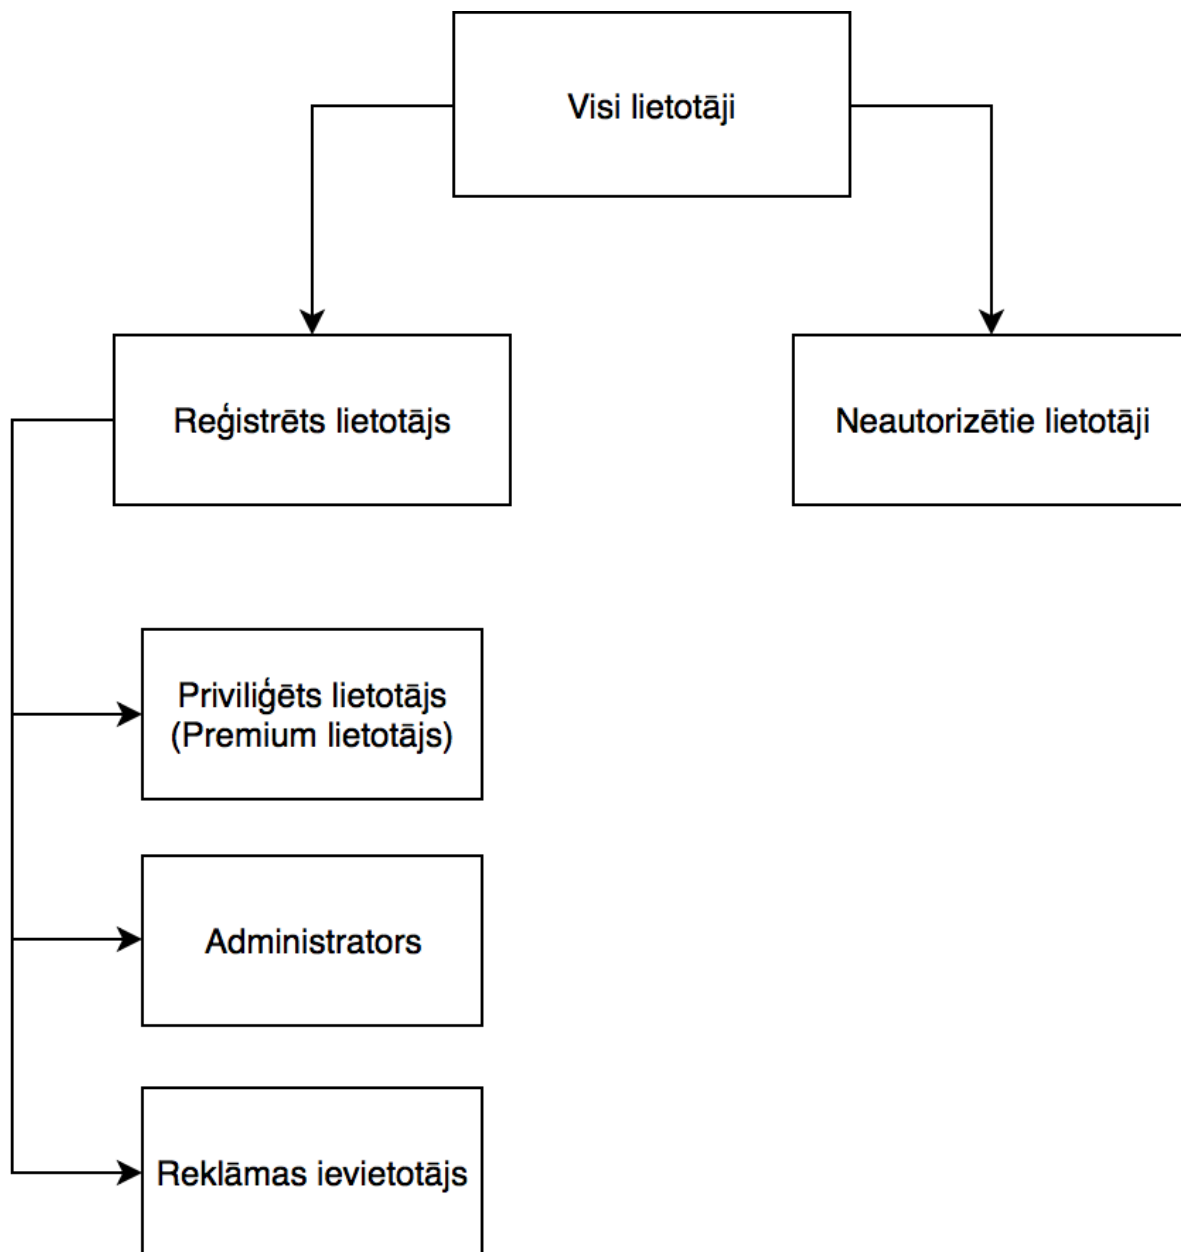 Visi lietotāji
Reģistrēts lietotājs
Neautorizētie lietotāji
Priviliģēts lietotājs
(Premium lietotājs)
Administrators
Reklāmas ievietotājs